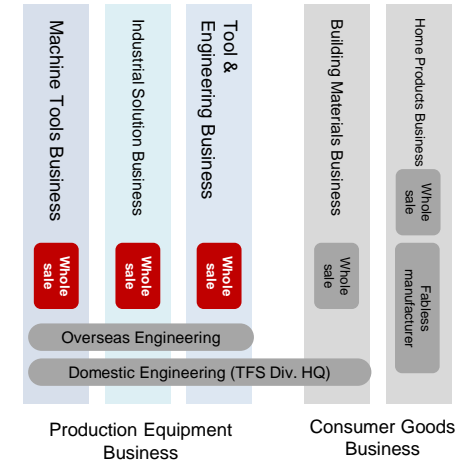 Machine Tools Business
Industrial Solution Business
Tool &
Engineering Business
Building Materials Business
Home Products Business
Whole
sale
Whole
sale
Whole
sale
Whole
sale
Whole
sale
Fabless
manufacturer
Overseas Engineering
Domestic Engineering (TFS Div. HQ)
Production Equipment
Business
Consumer Goods
Business